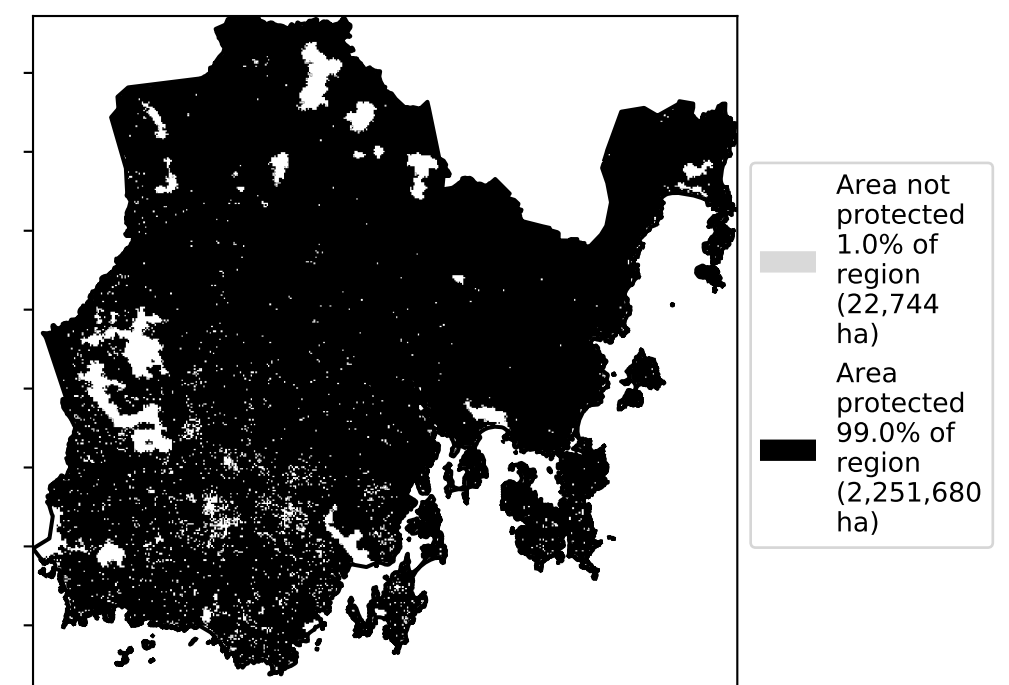 Area not
protected
1.0% of
region
(22,744
ha)
Area
protected
99.0% of
region
(2,251,680
ha)